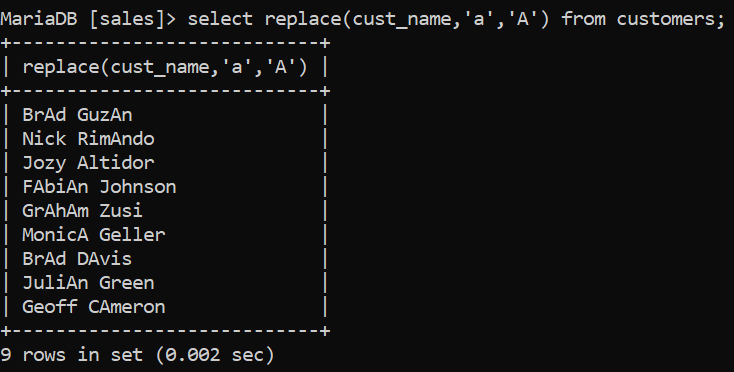 MariaDB [sales]> select replace(cust_name,'a','A') from customers;
+----------------------------+
| replace(cust_name,'a','A') |
+----------------------------+
| BrAd GuzAn                 |
| Nick RimAndo               |
| Jozy Altidor               |
| FAbiAn Johnson             |
| GrAhAm Zusi                |
| MonicA Geller              |
| BrAd DAvis                 |
| JuliAn Green               |
| Geoff CAmeron              |
+----------------------------+
9 rows in set (0.002 sec)